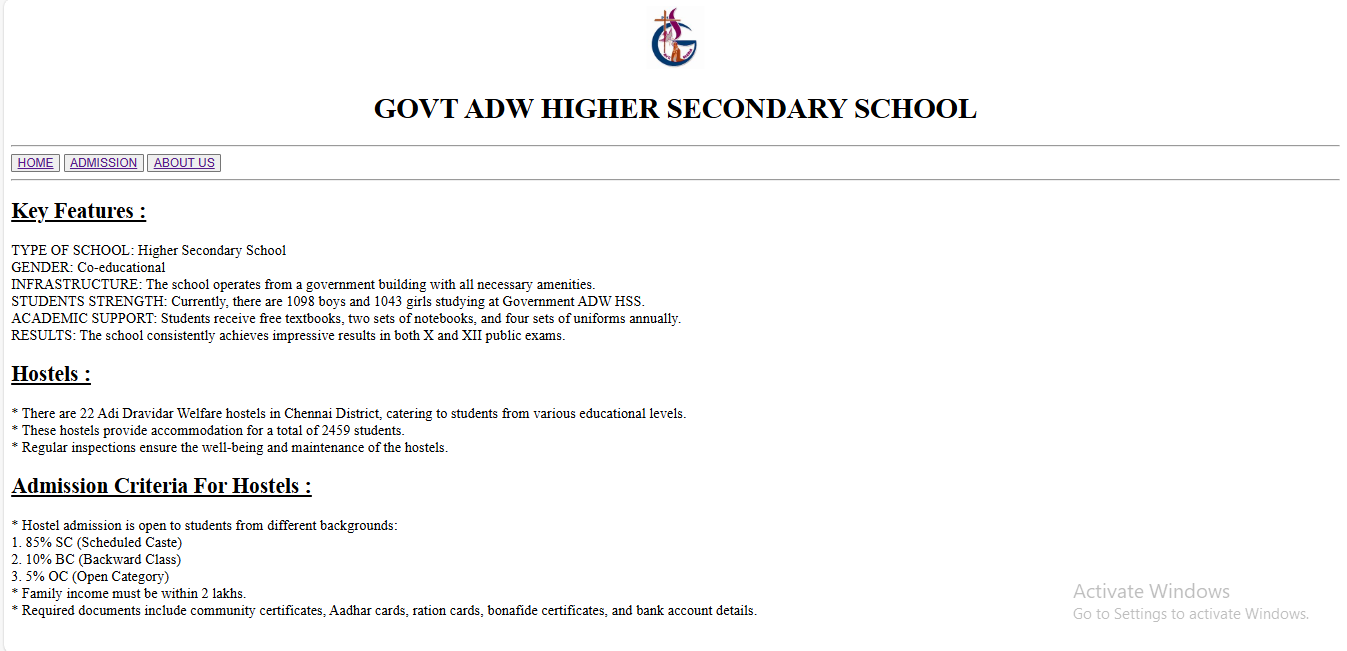 GOVT ADW HIGHER SECONDARY SCHOOL
HOME ADMISSION ABOUT US
Key Features :
TYPE OF SCHOOL: Higher Secondary School
GENDER: Co-educational
INFRASTRUCTURE: The school operates from a government building with all necessary amenities.
STUDENTS STRENGTH: Currently, there are 1098 boys and 1043 girls studying at Government ADW HSS.
ACADEMIC SUPPORT: Students receive free textbooks, two sets of notebooks, and four sets of uniforms annually.
RESULTS: The school consistently achieves impressive results in both X and XII public exams.
Hostels :
* There are 22 Adi Dravidar Welfare hostels in Chennai District, catering to students from various educational levels.
* These hostels provide accommodation for a total of 2459 students.
* Regular inspections ensure the well-being and maintenance of the hostels.
Admission Criteria For Hostels :
* Hostel admission is open to students from different backgrounds:
1. 85% SC (Scheduled Caste)
2. 10% BC (Backward Class)
3. 5% OC (Open Category)
* Family income must be within 2 lakhs.
* Required documents include community certificates, Aadhar cards, ration cards, bonafide certificates, and bank account details.
Activate Windows
Go to Settings to activate Windows.